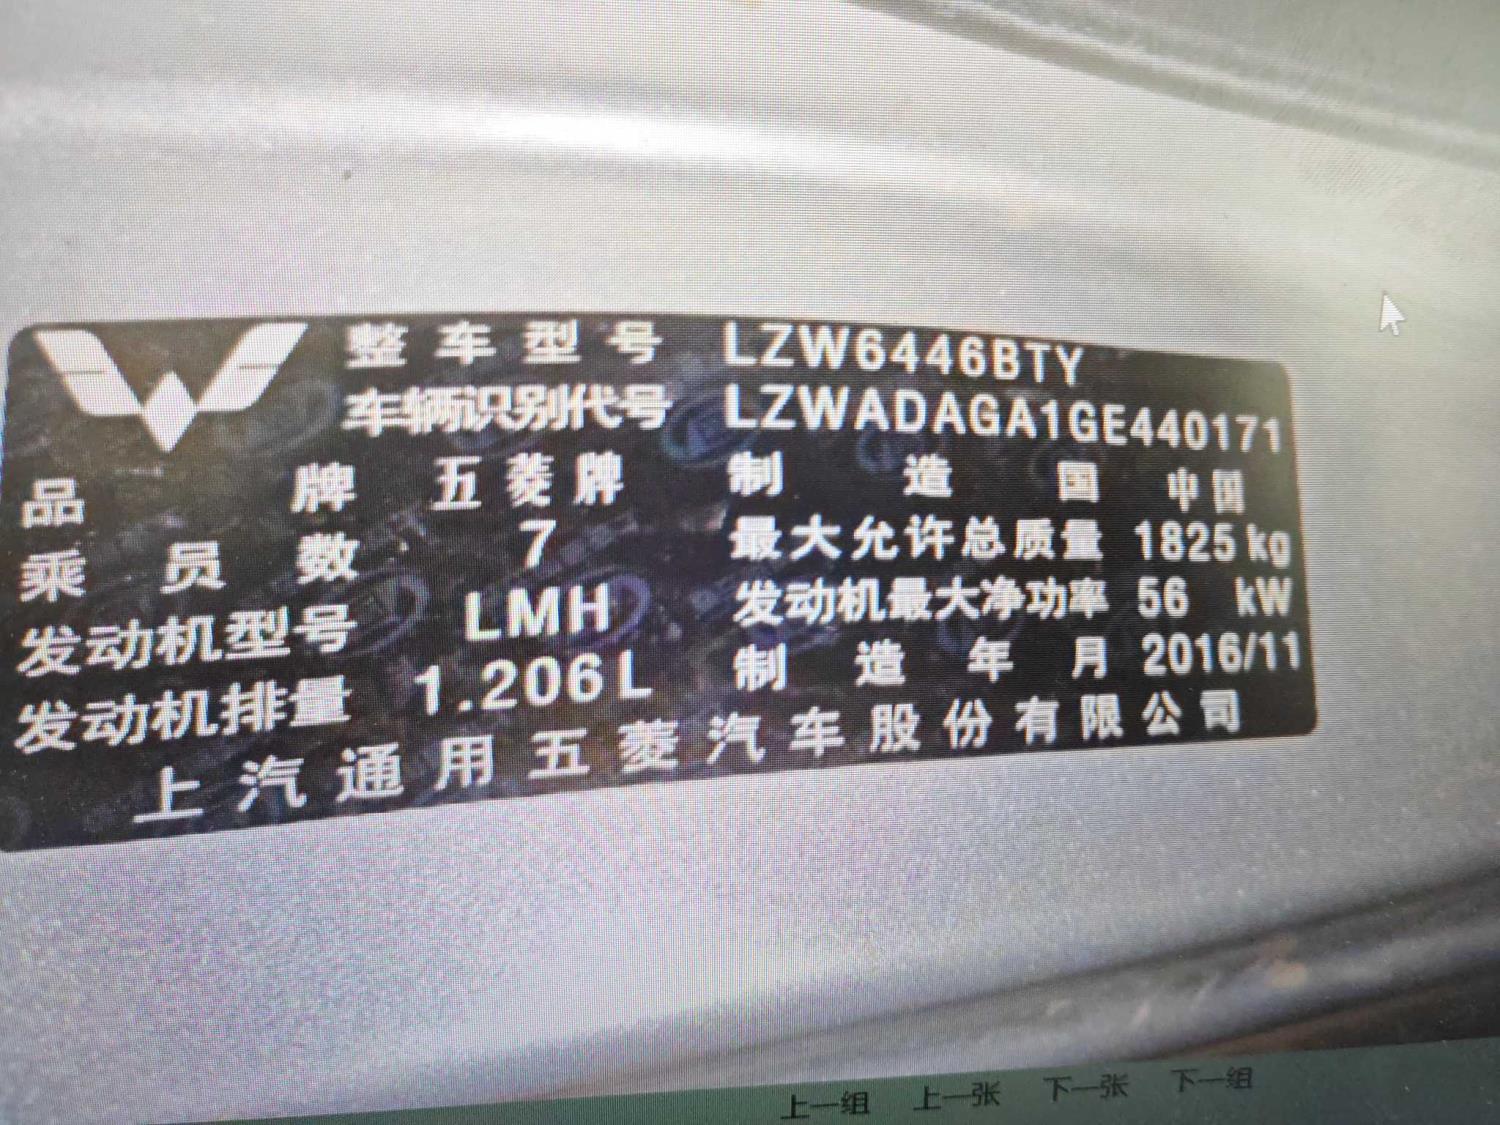 整车型号 LZW6446BTY
车辆识别代号 LZWADAGA1GE440171
品牌 五菱牌 制造国 中国
乘员数 7 最大允许总质量 1825kg
发动机型号 LMH 发动机最大净功率 56 kW
发动机排量 1.206L 制造年月 2016/11
上汽通用五菱汽车股份有限公司
上一组 上一张 下一张 下一组